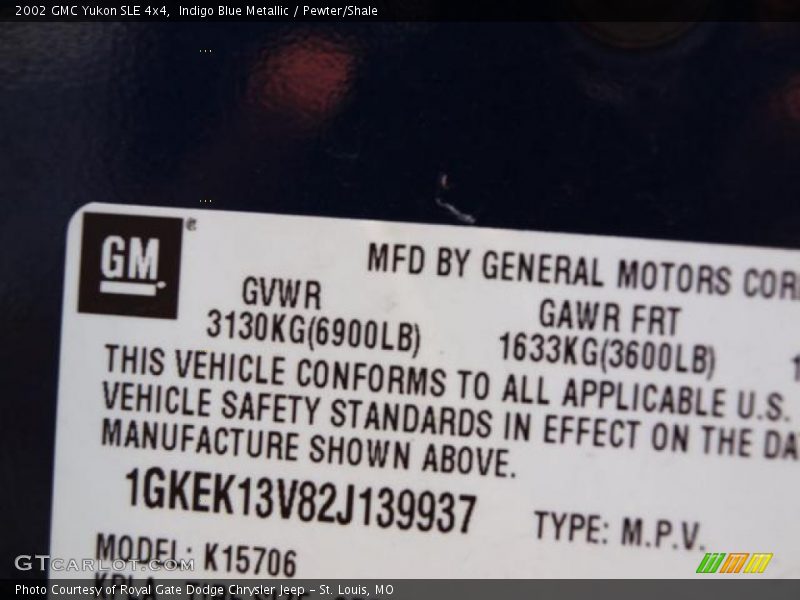 2002 GMC Yukon SLE 4x4, Indigo Blue Metallic / Pewter/Shale
GM
MFD BY GENERAL MOTORS COR
GVWR
GAWR FRT
3130KG(6900LB)
1633KG(3600LB)
THIS VEHICLE CONFORMS TO ALL APPLICABLE U.S.
VEHICLE SAFETY STANDARDS IN EFFECT ON THE DA
MANUFACTURE SHOWN ABOVE.
1GKEK13V82J139937
TYPE: M.P.V.
MODEL: K15706
GTcarlot.com
Photo Courtesy of Royal Gate Dodge Chrysler Jeep – St. Louis, MO